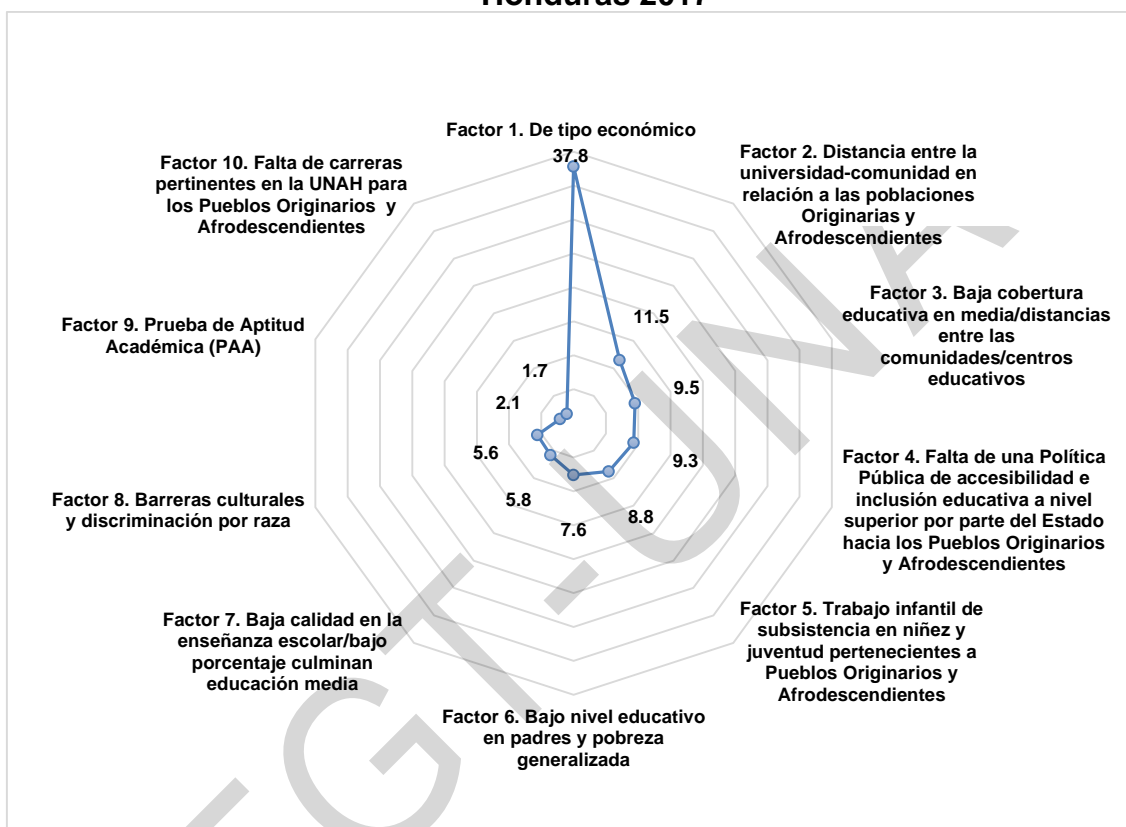 Honduras 2017
Factor 1. De tipo económico
37.8
Factor 2. Distancia entre la
universidad-comunidad en
relación a las poblaciones
Originarias y
Afrodescendientes
11.5
Factor 3. Baja cobertura
educativa en media/distancias
entre las
comunidades/centros
educativos
9.5
Factor 4. Falta de una Política
Pública de accesibilidad e
inclusión educativa a nivel
superior por parte del Estado
hacia los Pueblos Originarios
y Afrodescendientes
9.3
Factor 5. Trabajo infantil de
subsistencia en niñez y
juventud pertenecientes a
Pueblos Originarios y
Afrodescendientes
8.8
Factor 6. Bajo nivel educativo
en padres y pobreza
generalizada
7.6
Factor 7. Baja calidad en la
enseñanza escolar/bajo
porcentaje culminan
educación media
5.8
Factor 8. Barreras culturales
y discriminación por raza
5.6
Factor 9. Prueba de Aptitud
Académica (PAA)
2.1
Factor 10. Falta de carreras
pertinentes en la UNAH para
los Pueblos Originarios y
Afrodescendientes
1.7